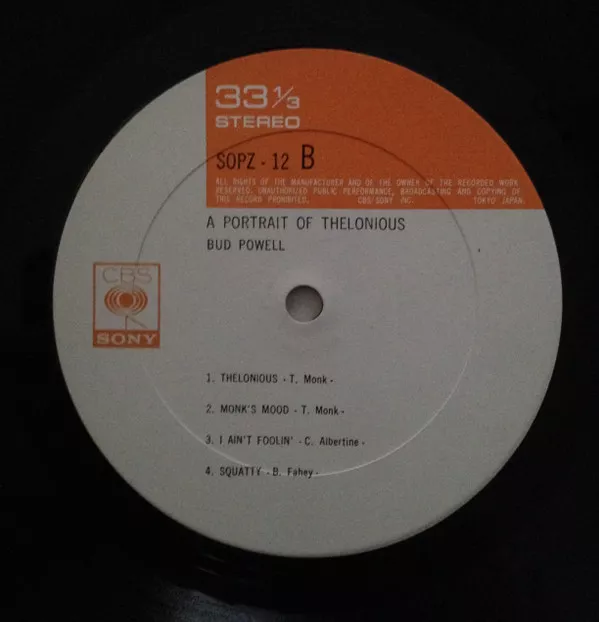 33 1/3
STEREO
SOPZ - 12 B
ALL RIGHTS OF THE MANUFACTURER AND OF THE OWNER OF THE RECORDED WORK
RESERVED. UNAUTHORIZED PUBLIC PERFORMANCE, BROADCASTING AND COPYING OF
THIS RECORD PROHIBITED. CBS/SONY INC. TOKYO JAPAN.
A PORTRAIT OF THELONIOUS
BUD POWELL
CBS
SONY
1. THELONIOUS - T. Monk -
2. MONK'S MOOD - T. Monk -
3. I AIN'T FOOLIN' - C. Albertine -
4. SQUATTY - B. Fahey -